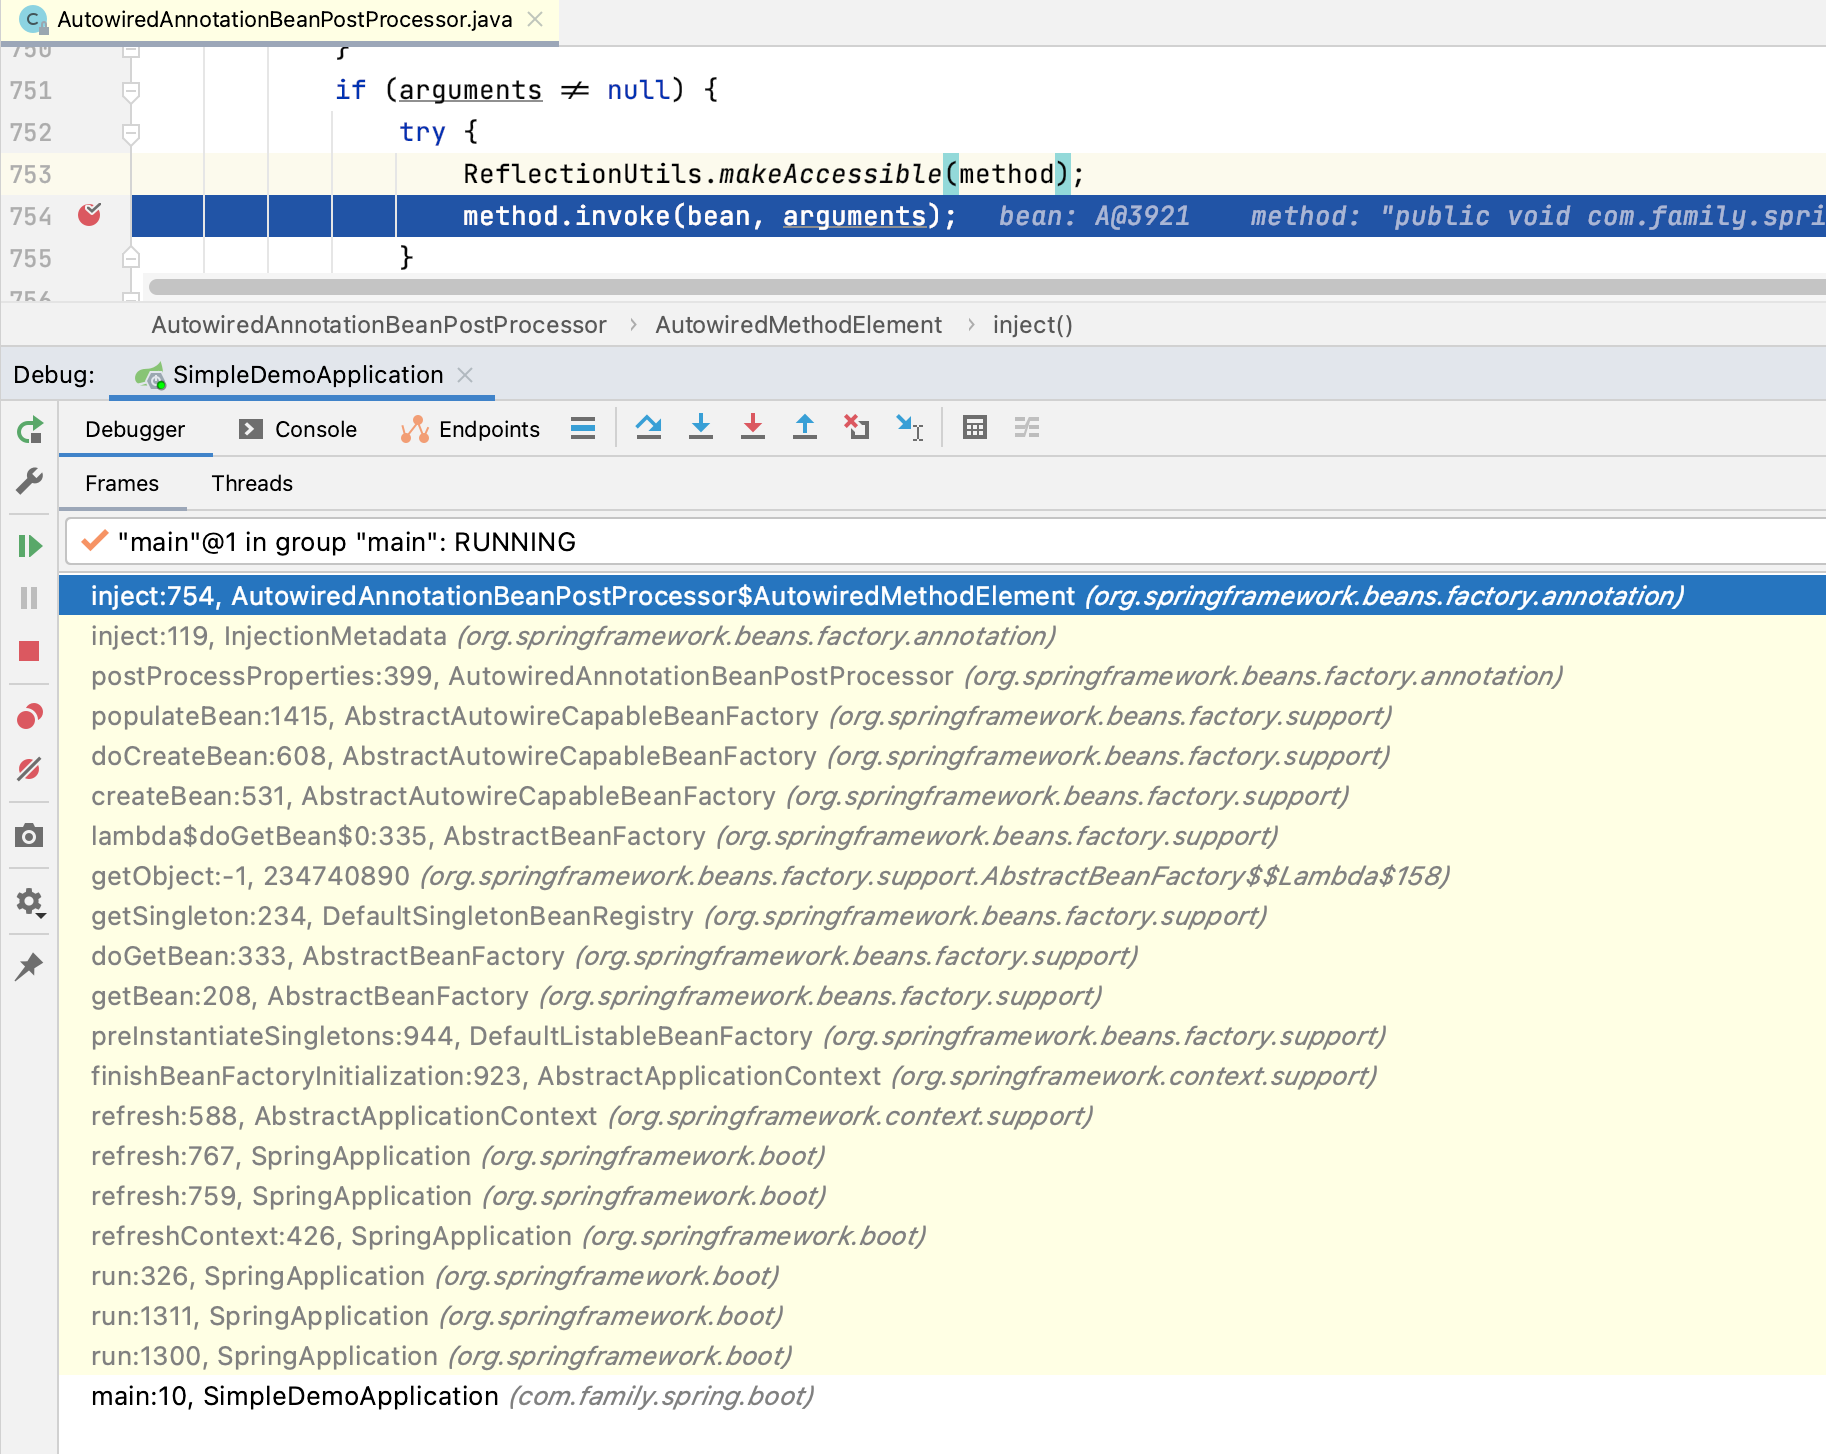 AutowiredAnnotationBeanPostProcessor.java
750 }
751 if (arguments ≠ null) {
752 try {
753 ReflectionUtils.makeAccessible(method);
754 method.invoke(bean, arguments); bean: A@3921 method: "public void com.family.spri
755 }
756
AutowiredAnnotationBeanPostProcessor › AutowiredMethodElement › inject()
Debug: SimpleDemoApplication
Debugger Console Endpoints
Frames Threads
"main"@1 in group "main": RUNNING
inject:754, AutowiredAnnotationBeanPostProcessor$AutowiredMethodElement (org.springframework.beans.factory.annotation)
inject:119, InjectionMetadata (org.springframework.beans.factory.annotation)
postProcessProperties:399, AutowiredAnnotationBeanPostProcessor (org.springframework.beans.factory.annotation)
populateBean:1415, AbstractAutowireCapableBeanFactory (org.springframework.beans.factory.support)
doCreateBean:608, AbstractAutowireCapableBeanFactory (org.springframework.beans.factory.support)
createBean:531, AbstractAutowireCapableBeanFactory (org.springframework.beans.factory.support)
lambda$doGetBean$0:335, AbstractBeanFactory (org.springframework.beans.factory.support)
getObject:-1, 234740890 (org.springframework.beans.factory.support.AbstractBeanFactory$$Lambda$158)
getSingleton:234, DefaultSingletonBeanRegistry (org.springframework.beans.factory.support)
doGetBean:333, AbstractBeanFactory (org.springframework.beans.factory.support)
getBean:208, AbstractBeanFactory (org.springframework.beans.factory.support)
preInstantiateSingletons:944, DefaultListableBeanFactory (org.springframework.beans.factory.support)
finishBeanFactoryInitialization:923, AbstractApplicationContext (org.springframework.context.support)
refresh:588, AbstractApplicationContext (org.springframework.context.support)
refresh:767, SpringApplication (org.springframework.boot)
refresh:759, SpringApplication (org.springframework.boot)
refreshContext:426, SpringApplication (org.springframework.boot)
run:326, SpringApplication (org.springframework.boot)
run:1311, SpringApplication (org.springframework.boot)
run:1300, SpringApplication (org.springframework.boot)
main:10, SimpleDemoApplication (com.family.spring.boot)